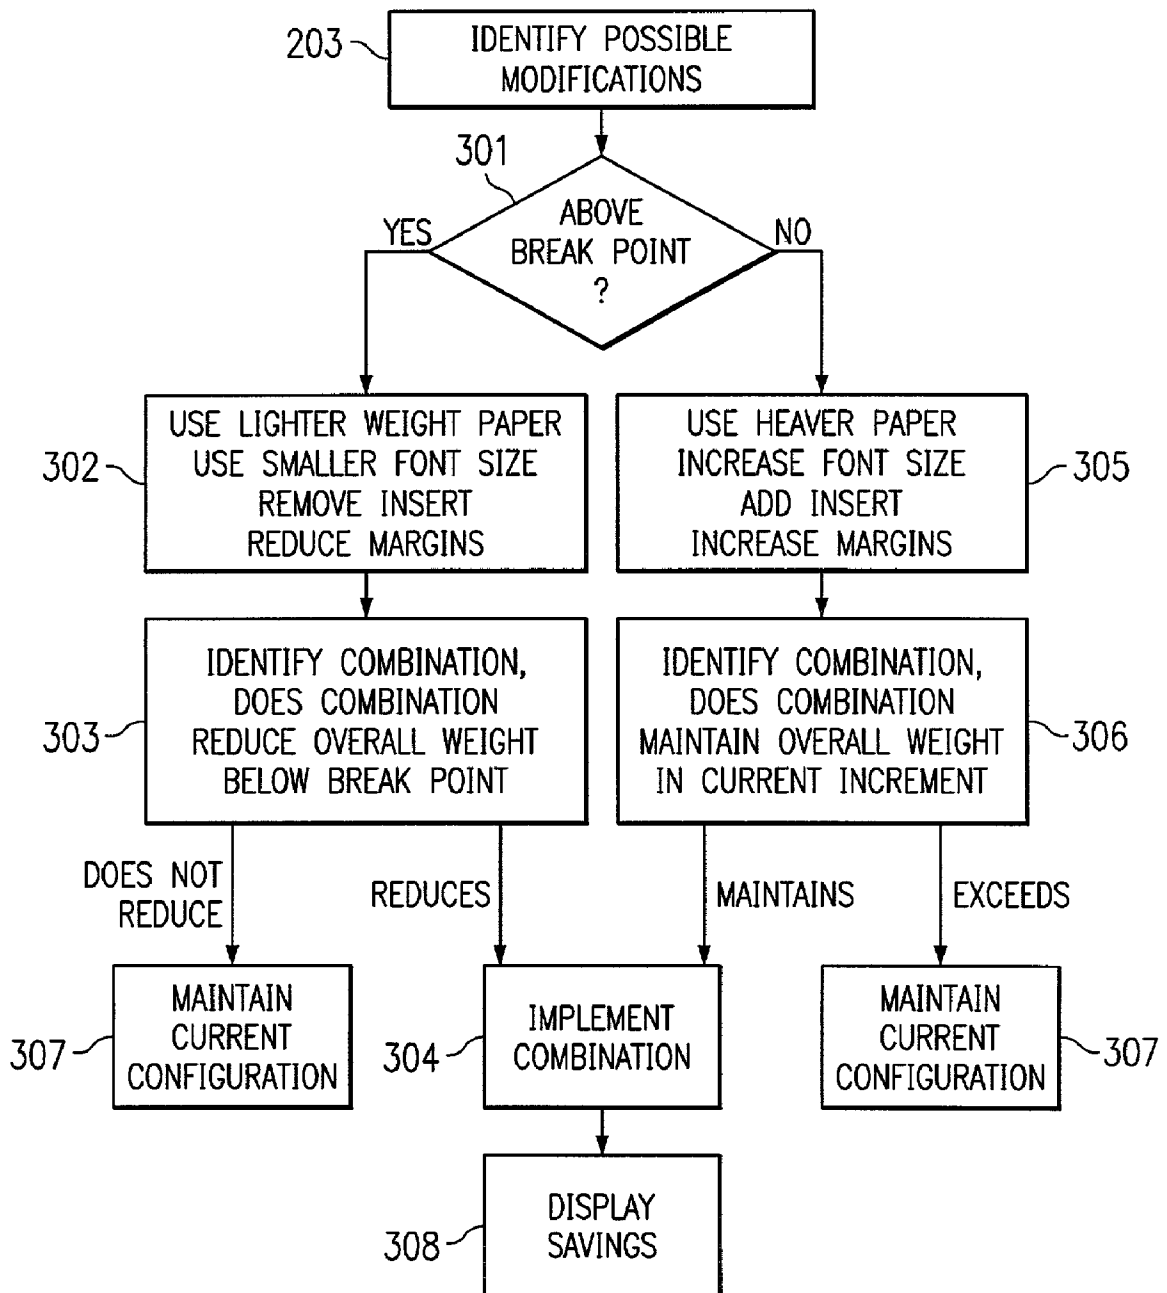 203
IDENTIFY POSSIBLE
MODIFICATIONS
301
ABOVE
BREAK POINT
?
YES
NO
302
USE LIGHTER WEIGHT PAPER
USE SMALLER FONT SIZE
REMOVE INSERT
REDUCE MARGINS
USE HEAVER PAPER
INCREASE FONT SIZE
ADD INSERT
INCREASE MARGINS
305
303
IDENTIFY COMBINATION,
DOES COMBINATION
REDUCE OVERALL WEIGHT
BELOW BREAK POINT
IDENTIFY COMBINATION,
DOES COMBINATION
MAINTAIN OVERALL WEIGHT
IN CURRENT INCREMENT
306
DOES NOT
REDUCE
REDUCES
MAINTAINS
EXCEEDS
307
MAINTAIN
CURRENT
CONFIGURATION
304
IMPLEMENT
COMBINATION
MAINTAIN
CURRENT
CONFIGURATION
307
308
DISPLAY
SAVINGS